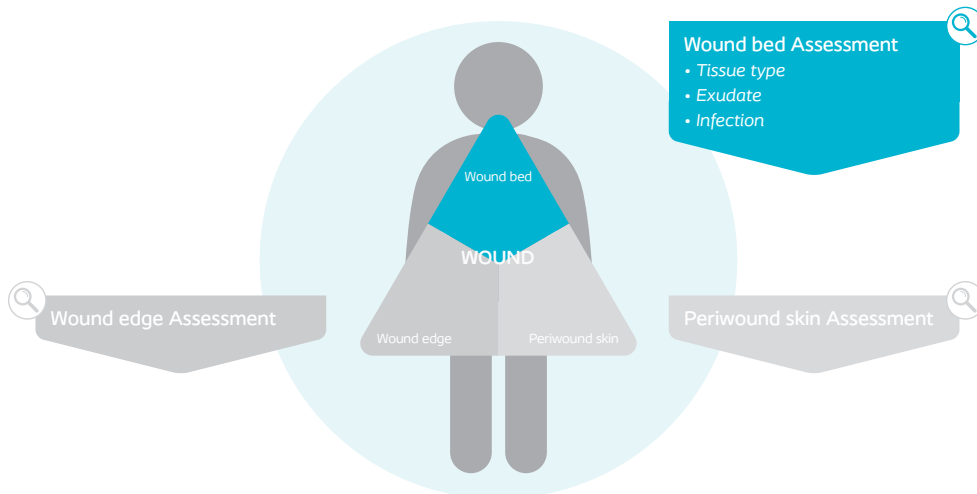 Wound bed Assessment
• Tissue type
• Exudate
• Infection
Wound bed
WOUND
Wound edge Assessment
Periwound skin Assessment
Wound edge
Periwound skin